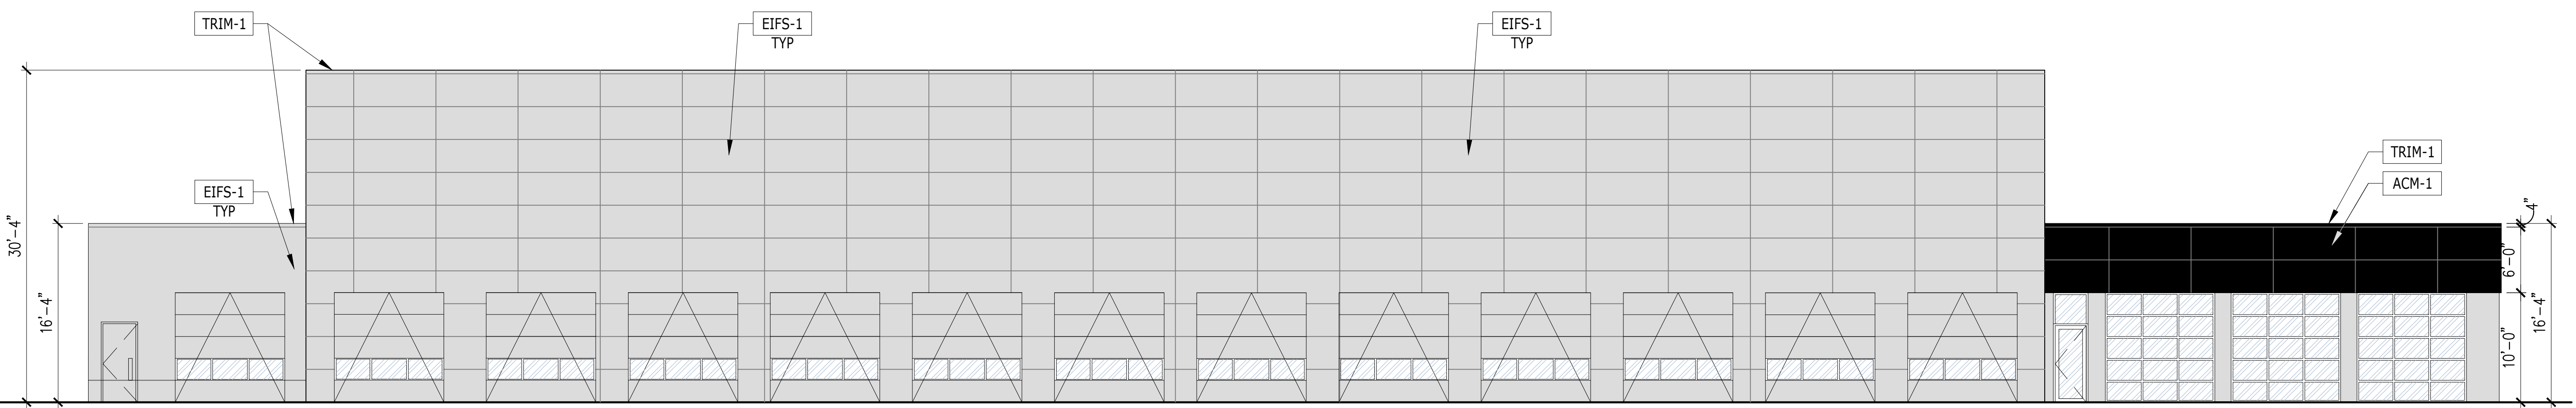 TRIM-1
EIFS-1
TYP
EIFS-1
TYP
TRIM-1
ACM-1
EIFS-1
TYP
30'-4"
16'-4"
4"
6'-0"
10'-0"
16'-4"